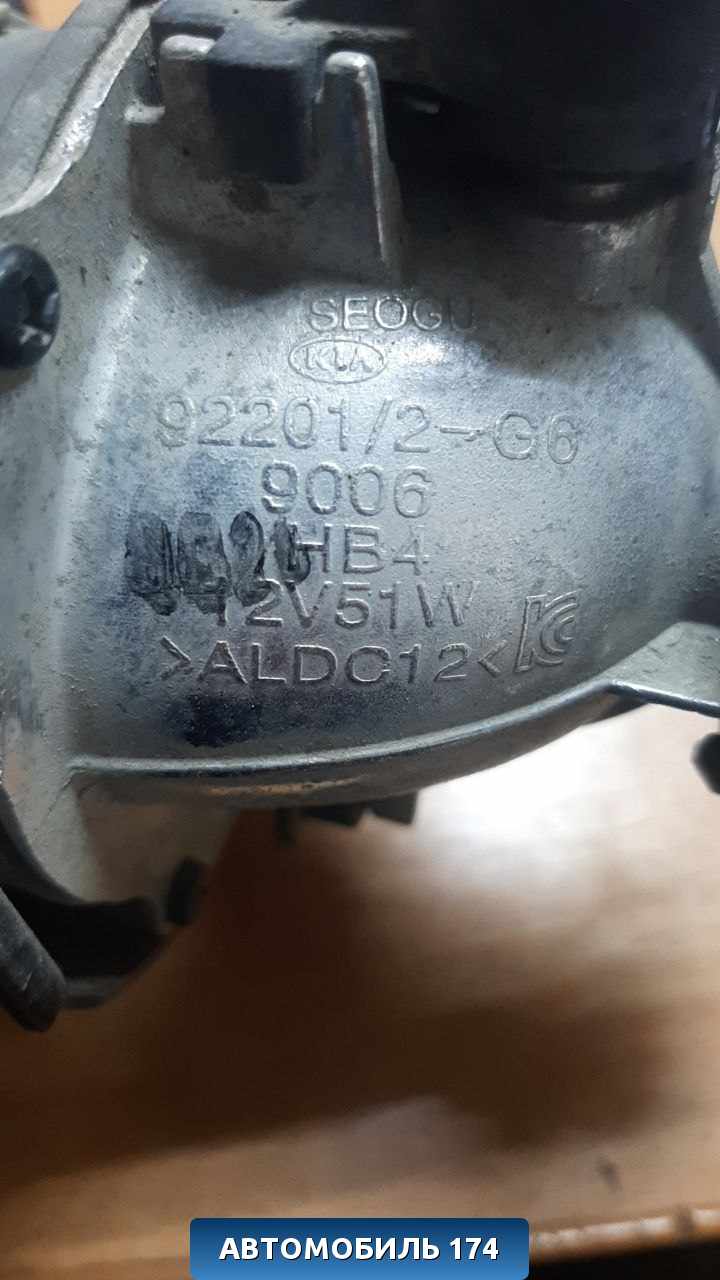 SEOGU
KIA
92201/2-G6
9006
HB4
12V51W
>ALDC12<
АВТОМОБИЛЬ 174